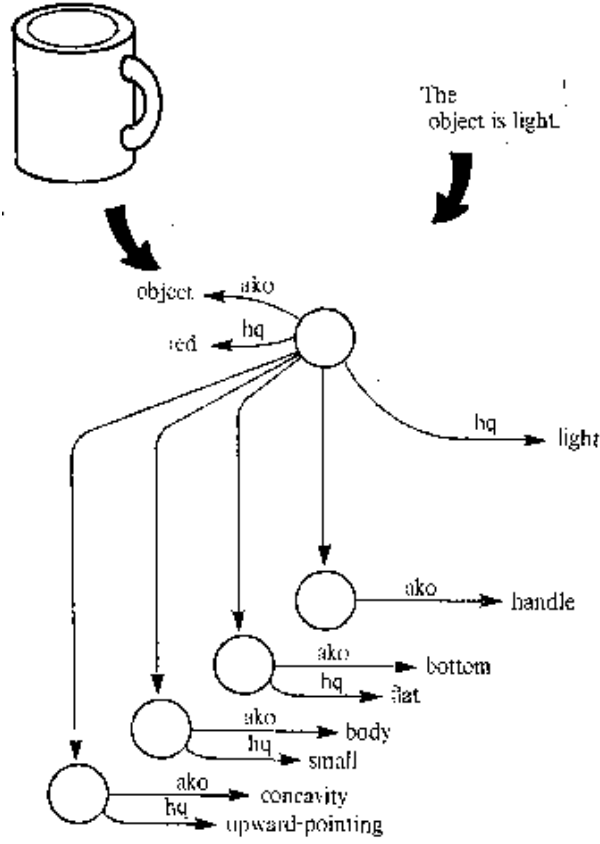 The
object is light.
object
ako
red
hq
hq
light
ako
handle
ako
bottom
hq
flat
ako
body
hq
small
ako
concavity
hq
upward-pointing